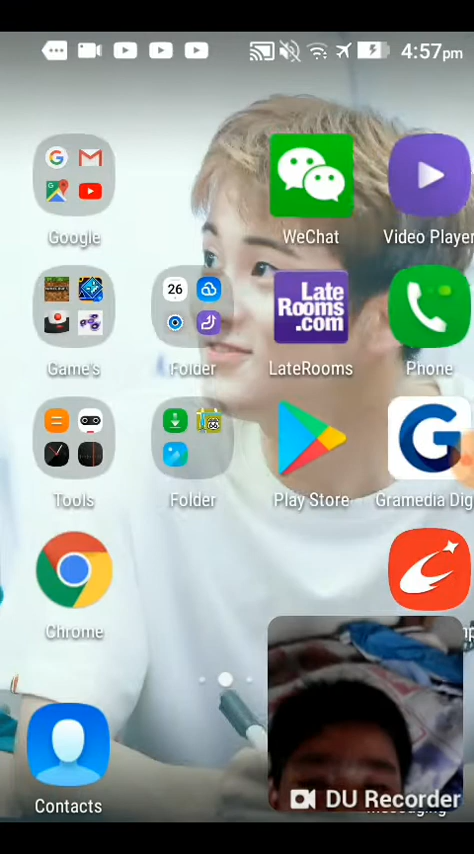 4:57pm
Google
WeChat
Video Player
26
Late
Rooms
.com
Game's
Folder
LateRooms
Phone
Tools
Folder
Play Store
Gramedia Dig
Chrome
DU Recorder
Contacts
Messaging